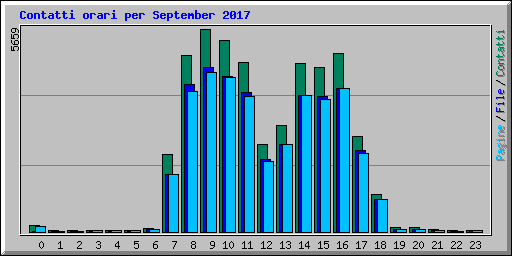 Contatti orari per September 2017
5659
Pagine / File / Contatti
0 1 2 3 4 5 6 7 8 9 10 11 12 13 14 15 16 17 18 19 20 21 22 23